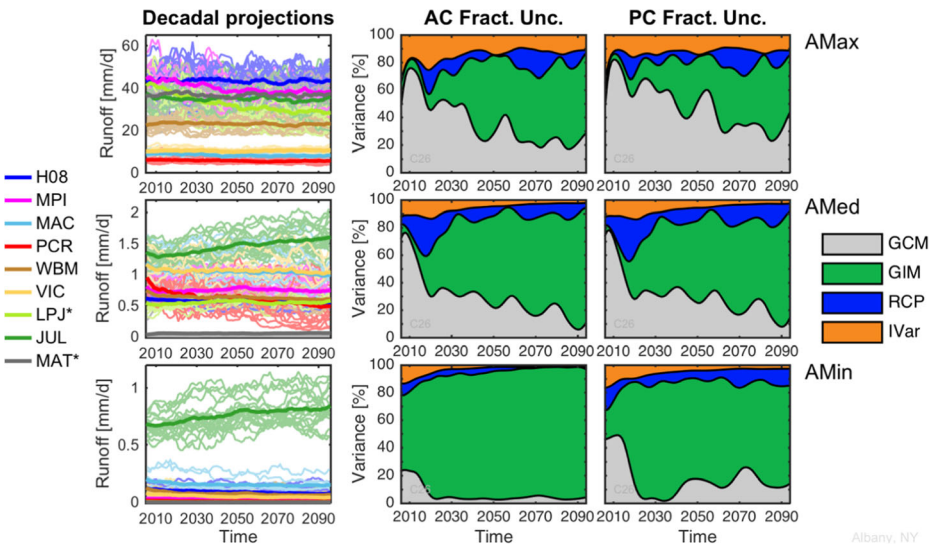 Decadal projections
AC Fract. Unc.
PC Fract. Unc.
AMax
Runoff [mm/d]
60
40
20
0
2010 2030 2050 2070 2090
Variance [%]
100
80
60
40
20
0
C26
2010 2030 2050 2070 2090
C26
2010 2030 2050 2070 2090
H08
MPI
MAC
PCR
WBM
VIC
LPJ*
JUL
MAT*
AMed
Runoff [mm/d]
2
1.5
1
0.5
0
2010 2030 2050 2070 2090
Variance [%]
100
80
60
40
20
0
C26
2010 2030 2050 2070 2090
C26
2010 2030 2050 2070 2090
GCM
GIM
RCP
IVar
AMin
Runoff [mm/d]
1
0.5
0
2010 2030 2050 2070 2090
Time
Variance [%]
100
80
60
40
20
0
C26
2010 2030 2050 2070 2090
Time
C26
2010 2030 2050 2070 2090
Time
Albany, NY